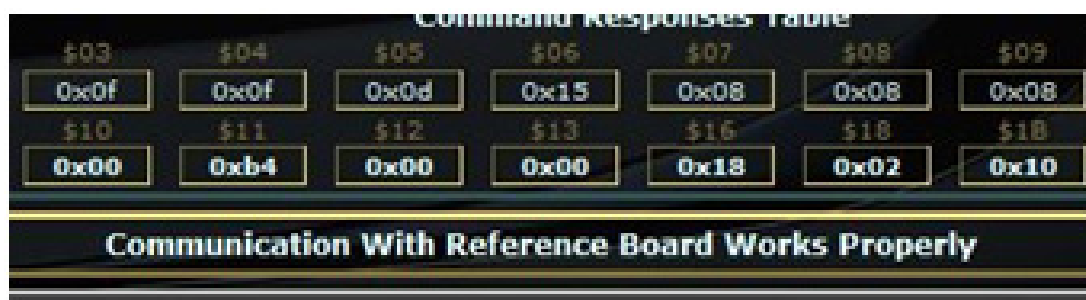 Command Responses Table
$03 $04 $05 $06 $07 $08 $09
0x0f 0x0f 0x0d 0x15 0x08 0x08 0x08
$10 $11 $12 $13 $16 $18 $1B
0x00 0xb4 0x00 0x00 0x18 0x02 0x10
Communication With Reference Board Works Properly